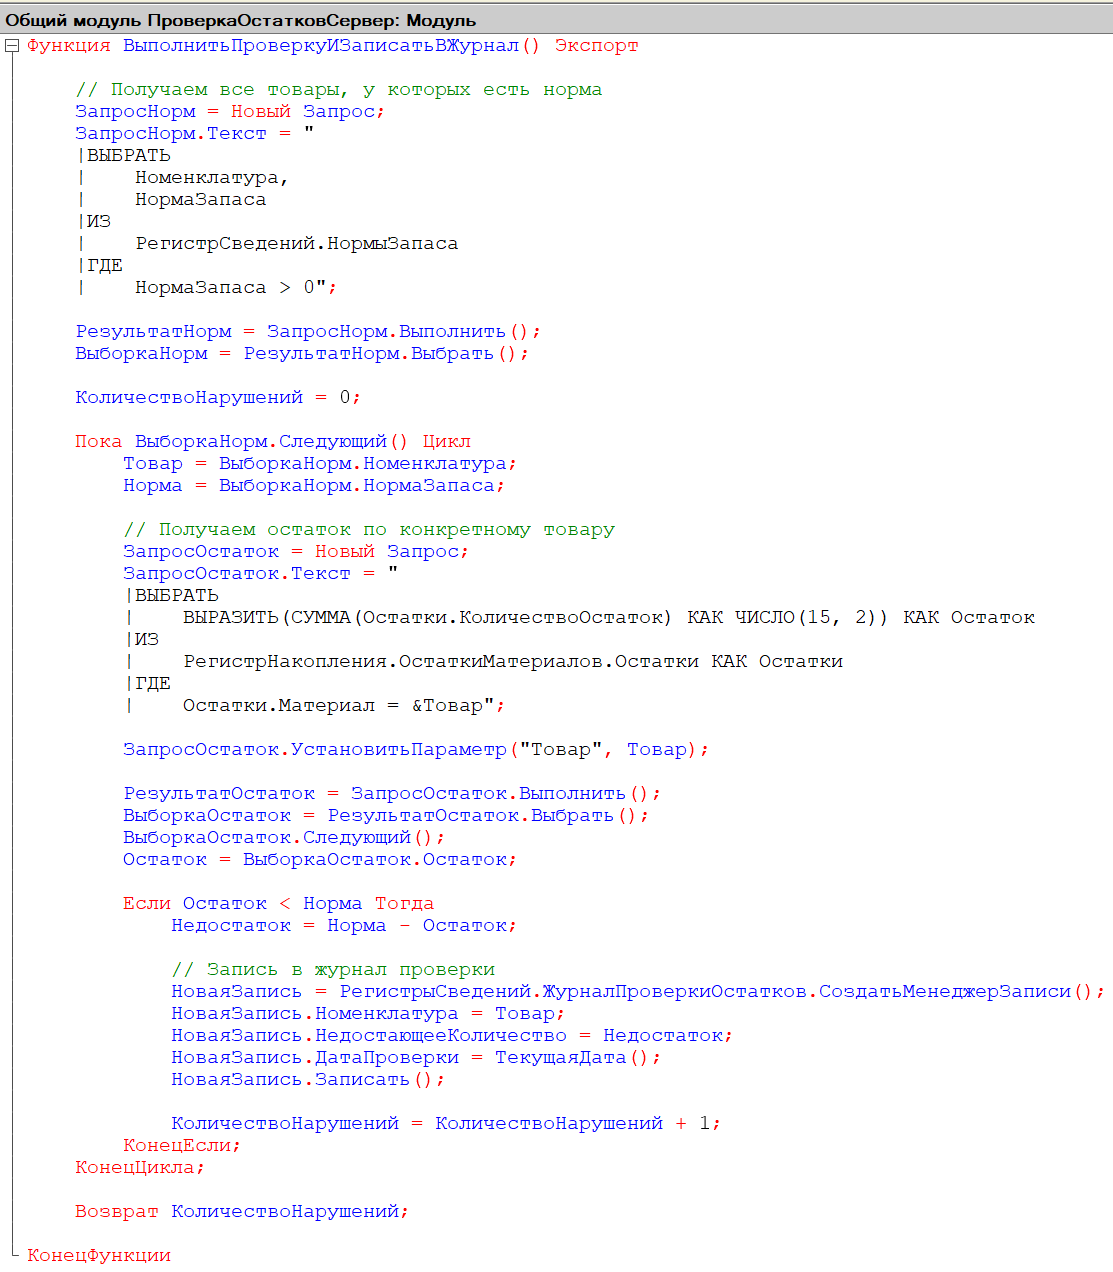 Общий модуль ПроверкаОстатковСервер: Модуль
Функция ВыполнитьПроверкуИЗаписатьВЖурнал() Экспорт
// Получаем все товары, у которых есть норма
ЗапросНорм = Новый Запрос;
ЗапросНорм.Текст = "
|ВЫБРАТЬ
|    Номенклатура,
|    НормаЗапаса
|ИЗ
|    РегистрСведений.НормыЗапаса
|ГДЕ
|    НормаЗапаса > 0";
РезультатНорм = ЗапросНорм.Выполнить();
ВыборкаНорм = РезультатНорм.Выбрать();
КоличествоНарушений = 0;
Пока ВыборкаНорм.Следующий() Цикл
Товар = ВыборкаНорм.Номенклатура;
Норма = ВыборкаНорм.НормаЗапаса;
// Получаем остаток по конкретному товару
ЗапросОстаток = Новый Запрос;
ЗапросОстаток.Текст = "
|ВЫБРАТЬ
|    ВЫРАЗИТЬ(СУММА(Остатки.КоличествоОстаток) КАК ЧИСЛО(15, 2)) КАК Остаток
|ИЗ
|    РегистрНакопления.ОстаткиМатериалов.Остатки КАК Остатки
|ГДЕ
|    Остатки.Материал = &Товар";
ЗапросОстаток.УстановитьПараметр("Товар", Товар);
РезультатОстаток = ЗапросОстаток.Выполнить();
ВыборкаОстаток = РезультатОстаток.Выбрать();
ВыборкаОстаток.Следующий();
Остаток = ВыборкаОстаток.Остаток;
Если Остаток < Норма Тогда
Недостаток = Норма - Остаток;
// Запись в журнал проверки
НоваяЗапись = РегистрыСведений.ЖурналПроверкиОстатков.СоздатьМенеджерЗаписи();
НоваяЗапись.Номенклатура = Товар;
НоваяЗапись.НедостающееКоличество = Недостаток;
НоваяЗапись.ДатаПроверки = ТекущаяДата();
НоваяЗапись.Записать();
КоличествоНарушений = КоличествоНарушений + 1;
КонецЕсли;
КонецЦикла;
Возврат КоличествоНарушений;
КонецФункции